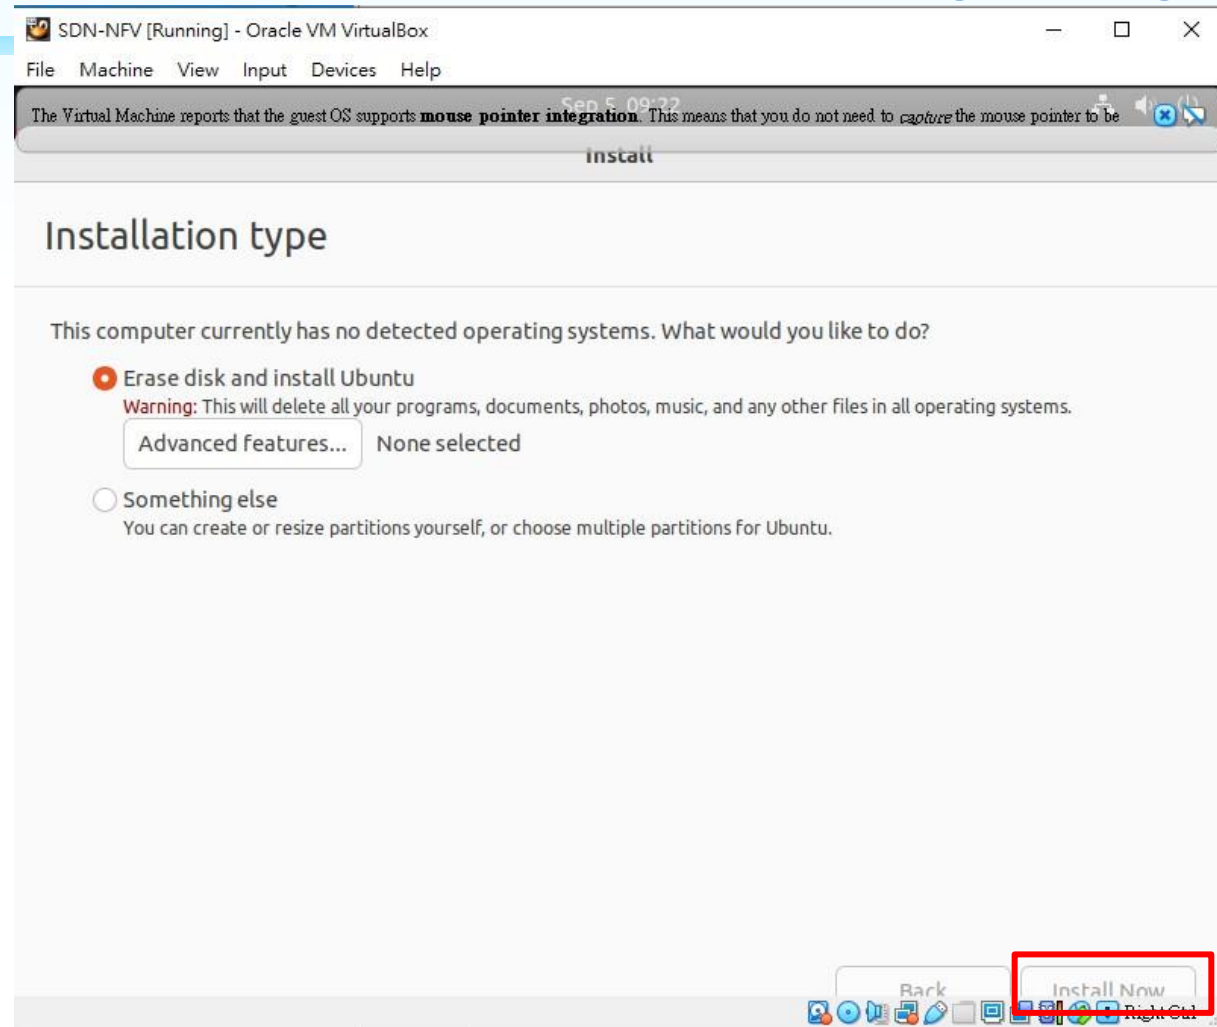 SDN-NFV [Running] - Oracle VM VirtualBox
File Machine View Input Devices Help
Sep 5 09:22
The Virtual Machine reports that the guest OS supports mouse pointer integration. This means that you do not need to capture the mouse pointer to be
Install
Installation type
This computer currently has no detected operating systems. What would you like to do?
Erase disk and install Ubuntu
Warning: This will delete all your programs, documents, photos, music, and any other files in all operating systems.
Advanced features... None selected
Something else
You can create or resize partitions yourself, or choose multiple partitions for Ubuntu.
Back Install Now
Right Ctrl